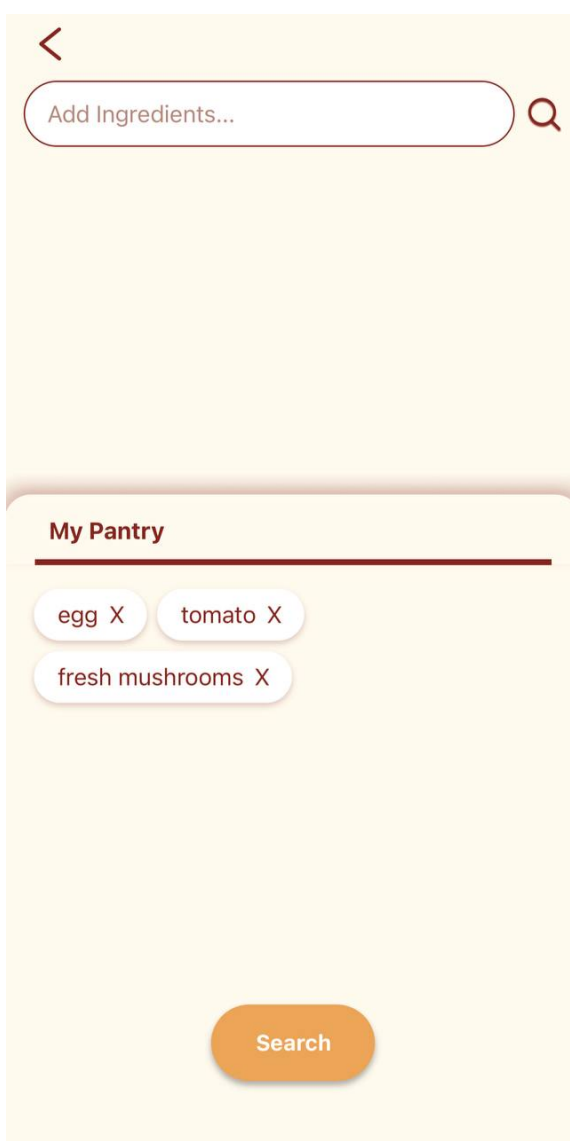 Add Ingredients...
My Pantry
egg X tomato X
fresh mushrooms X
Search